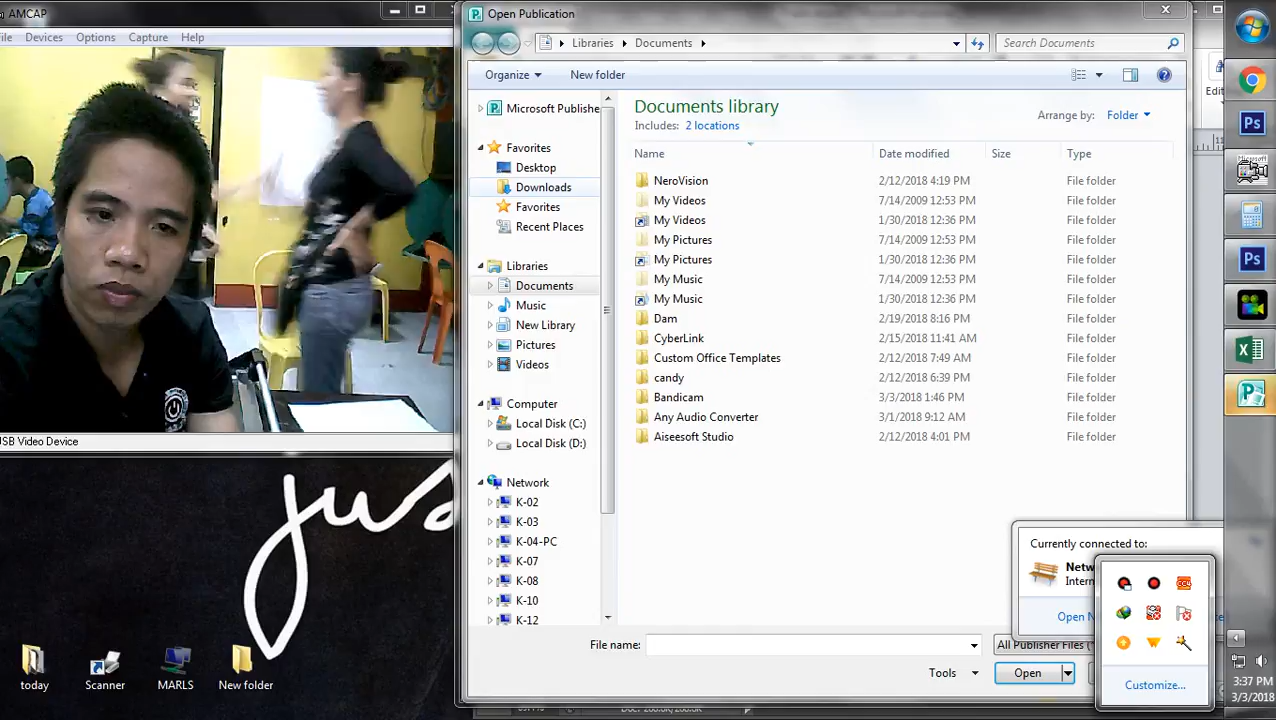 AMCAP
Devices Options Capture Help
USB Video Device
today
Scanner
MARLS
New folder
Open Publication
Libraries Documents
Search Documents
Organize New folder
Microsoft Publishe
Favorites
Desktop
Downloads
Favorites
Recent Places
Libraries
Documents
Music
New Library
Pictures
Videos
Computer
Local Disk (C:)
Local Disk (D:)
Network
K-02
K-03
K-04-PC
K-07
K-08
K-10
K-12
Documents library
Includes: 2 locations
Arrange by: Folder
Name Date modified Size Type
NeroVision 2/12/2018 4:19 PM File folder
My Videos 7/14/2009 12:53 PM File folder
My Videos 1/30/2018 12:36 PM File folder
My Pictures 7/14/2009 12:53 PM File folder
My Pictures 1/30/2018 12:36 PM File folder
My Music 7/14/2009 12:53 PM File folder
My Music 1/30/2018 12:36 PM File folder
Dam 2/19/2018 8:16 PM File folder
CyberLink 2/15/2018 11:41 AM File folder
Custom Office Templates 2/12/2018 7:49 AM File folder
candy 2/12/2018 6:39 PM File folder
Bandicam 3/3/2018 1:46 PM File folder
Any Audio Converter 3/1/2018 9:12 AM File folder
Aiseesoft Studio 2/12/2018 4:01 PM File folder
File name:
All Publisher Files (
Tools Open
Currently connected to:
Netw
Intern
Open N
Customize...
Edit
Ps
Ps
3:37 PM
3/3/2018